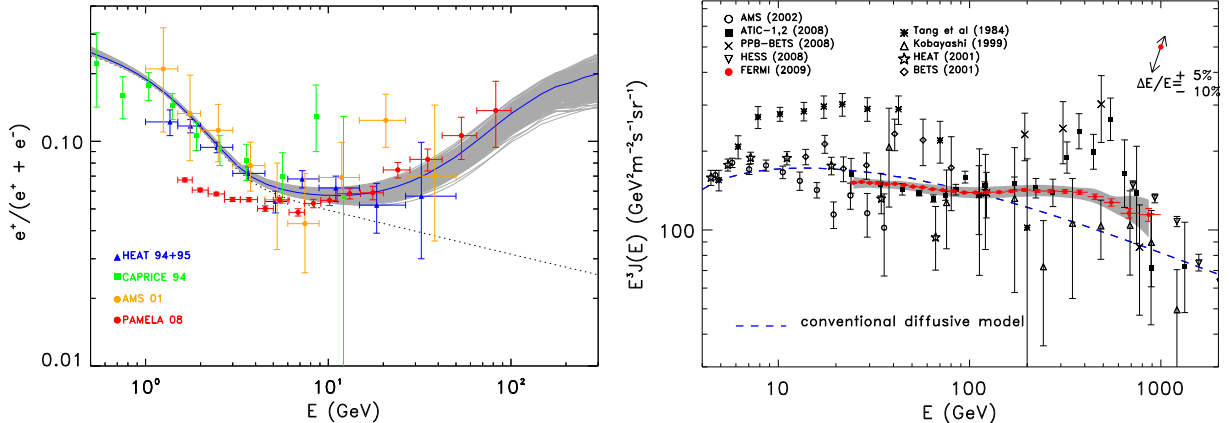 0.10
0.01
e⁺/(e⁺ + e⁻)
HEAT 94+95
CAPRICE 94
AMS 01
PAMELA 08
10⁰
10¹
10²
E (GeV)
AMS (2002)
ATIC-1,2 (2008)
PPB-BETS (2008)
HESS (2008)
FERMI (2009)
Tang et al (1984)
Kobayashi (1999)
HEAT (2001)
BETS (2001)
ΔE/E= + 5%
− 10%
E³J(E) (GeV²m⁻²s⁻¹sr⁻¹)
100
conventional diffusive model
10
100
1000
E (GeV)